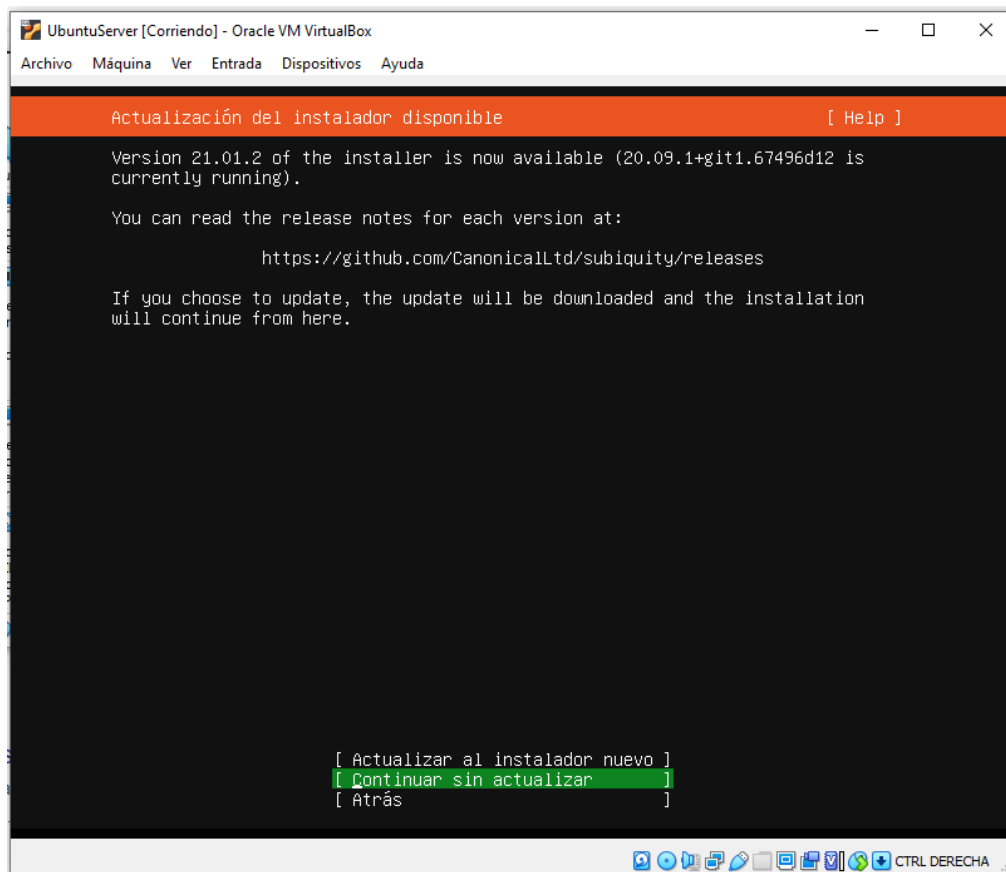 UbuntuServer [Corriendo] - Oracle VM VirtualBox
Archivo Máquina Ver Entrada Dispositivos Ayuda
Actualización del instalador disponible [ Help ]
Version 21.01.2 of the installer is now available (20.09.1+git1.67496d12 is
currently running).
You can read the release notes for each version at:
https://github.com/CanonicalLtd/subiquity/releases
If you choose to update, the update will be downloaded and the installation
will continue from here.
[ Actualizar al instalador nuevo ]
[ Continuar sin actualizar ]
[ Atrás ]
CTRL DERECHA